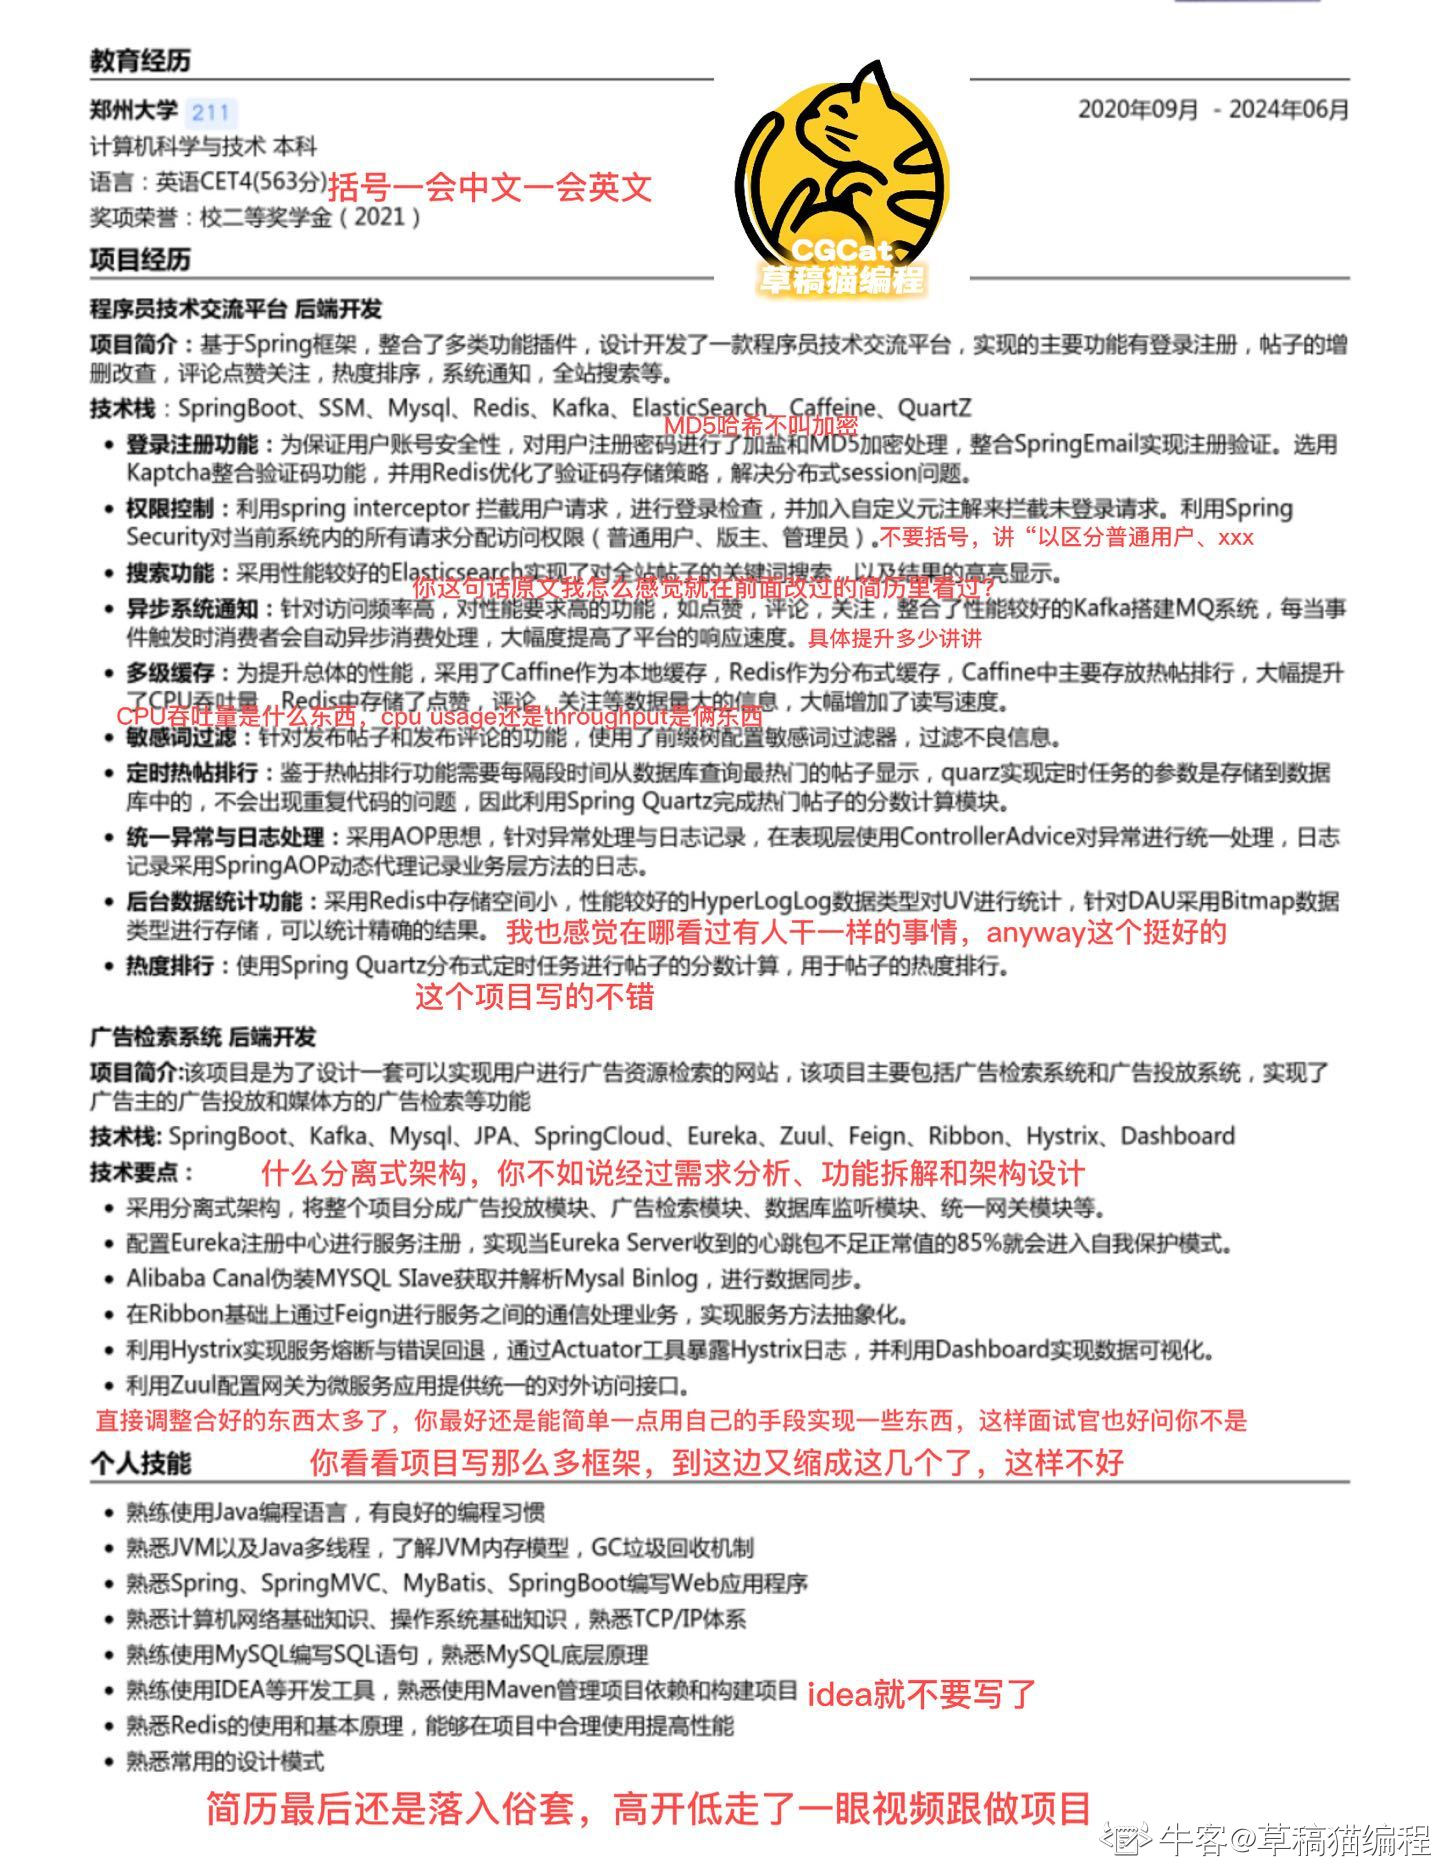 教育经历
郑州大学 211
2020年09月 - 2024年06月
计算机科学与技术 本科
语言：英语CET4(563分)
括号一会中文一会英文
奖项荣誉：校二等奖学金（2021）
CGCat
草稿猫编程
项目经历
程序员技术交流平台 后端开发
项目简介：基于Spring框架，整合了多类功能插件，设计开发了一款程序员技术交流平台，实现的主要功能有登录注册，帖子的增
删改查，评论点赞关注，热度排序，系统通知，全站搜索等。
技术栈：SpringBoot、SSM、Mysql、Redis、Kafka、ElasticSearch、Caffeine、QuartZ
MD5哈希不叫加密
登录注册功能：为保证用户账号安全性，对用户注册密码进行了加盐和MD5加密处理，整合SpringEmail实现注册验证。选用
Kaptcha整合验证码功能，并用Redis优化了验证码存储策略，解决分布式session问题。
权限控制：利用spring interceptor 拦截用户请求，进行登录检查，并加入自定义元注解来拦截未登录请求。利用Spring
Security对当前系统内的所有请求分配访问权限（普通用户、版主、管理员）。
不要括号，讲“以区分普通用户、xxx
搜索功能：采用性能较好的Elasticsearch实现了对全站帖子的关键词搜索，以及结果的高亮显示。
你这句话原文我怎么感觉就在前面改过的简历里看过？
异步系统通知：针对访问频率高，对性能要求高的功能，如点赞，评论，关注，整合了性能较好的Kafka搭建MQ系统，每当事
件触发时消费者会自动异步消费处理，大幅度提高了平台的响应速度。
具体提升多少讲讲
多级缓存：为提升总体的性能，采用了Caffine作为本地缓存，Redis作为分布式缓存，Caffine中主要存放热帖排行，大幅提升
了CPU吞吐量，Redis中存储了点赞，评论，关注等数据量大的信息，大幅增加了读写速度。
CPU吞吐量是什么东西，cpu usage还是throughput是俩东西
敏感词过滤：针对发布帖子和发布评论的功能，使用了前缀树配置敏感词过滤器，过滤不良信息。
定时热帖排行：鉴于热帖排行功能需要每隔段时间从数据库查询最热门的帖子显示，quarz实现定时任务的参数是存储到数据
库中的，不会出现重复代码的问题，因此利用Spring Quartz完成热门帖子的分数计算模块。
统一异常与日志处理：采用AOP思想，针对异常处理与日志记录，在表现层使用ControllerAdvice对异常进行统一处理，日志
记录采用SpringAOP动态代理记录业务层方法的日志。
后台数据统计功能：采用Redis中存储空间小，性能较好的HyperLogLog数据类型对UV进行统计，针对DAU采用Bitmap数据
类型进行存储，可以统计精确的结果。
我也感觉在哪看过有人干一样的事情，anyway这个挺好的
热度排行：使用Spring Quartz分布式定时任务进行帖子的分数计算，用于帖子的热度排行。
这个项目写的不错
广告检索系统 后端开发
项目简介:该项目是为了设计一套可以实现用户进行广告资源检索的网站，该项目主要包括广告检索系统和广告投放系统，实现了
广告主的广告投放和媒体方的广告检索等功能
技术栈: SpringBoot、Kafka、Mysql、JPA、SpringCloud、Eureka、Zuul、Feign、Ribbon、Hystrix、Dashboard
技术要点：
什么分离式架构，你不如说经过需求分析、功能拆解和架构设计
采用分离式架构，将整个项目分成广告投放模块、广告检索模块、数据库监听模块、统一网关模块等。
配置Eureka注册中心进行服务注册，实现当Eureka Server收到的心跳包不足正常值的85%就会进入自我保护模式。
Alibaba Canal伪装MYSQL SIave获取并解析Mysal Binlog，进行数据同步。
在Ribbon基础上通过Feign进行服务之间的通信处理业务，实现服务方法抽象化。
利用Hystrix实现服务熔断与错误回退，通过Actuator工具暴露Hystrix日志，并利用Dashboard实现数据可视化。
利用Zuul配置网关为微服务应用提供统一的对外访问接口。
直接调整合好的东西太多了，你最好还是能简单一点用自己的手段实现一些东西，这样面试官也好问你不是
个人技能
你看看项目写那么多框架，到这边又缩成这几个了，这样不好
熟练使用Java编程语言，有良好的编程习惯
熟悉JVM以及Java多线程，了解JVM内存模型，GC垃圾回收机制
熟悉Spring、SpringMVC、MyBatis、SpringBoot编写Web应用程序
熟悉计算机网络基础知识、操作系统基础知识，熟悉TCP/IP体系
熟练使用MySQL编写SQL语句，熟悉MySQL底层原理
熟练使用IDEA等开发工具，熟悉使用Maven管理项目依赖和构建项目
idea就不要写了
熟悉Redis的使用和基本原理，能够在项目中合理使用提高性能
熟悉常用的设计模式
简历最后还是落入俗套，高开低走了一眼视频跟做项目
牛客@草稿猫编程